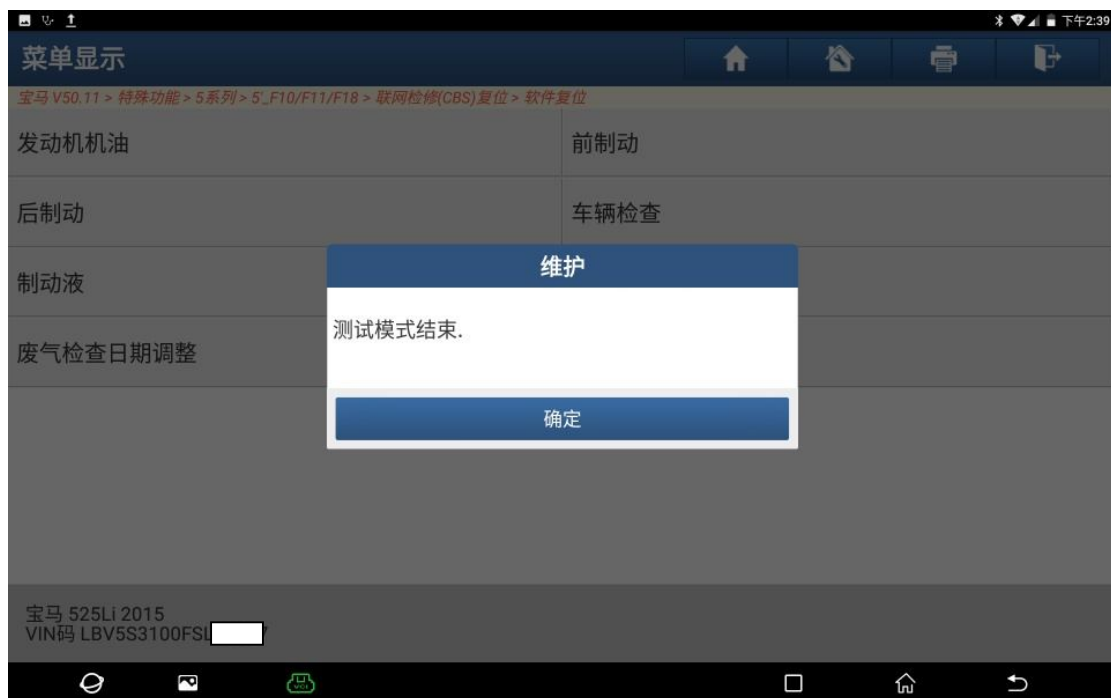 下午2:39
菜单显示
宝马 V50.11 > 特殊功能 > 5系列 > 5'_F10/F11/F18 > 联网检修(CBS)复位 > 软件复位
发动机机油
前制动
后制动
车辆检查
制动液
废气检查日期调整
维护
测试模式结束.
确定
宝马 525Li 2015
VIN码 LBV5S3100FSL
VCI